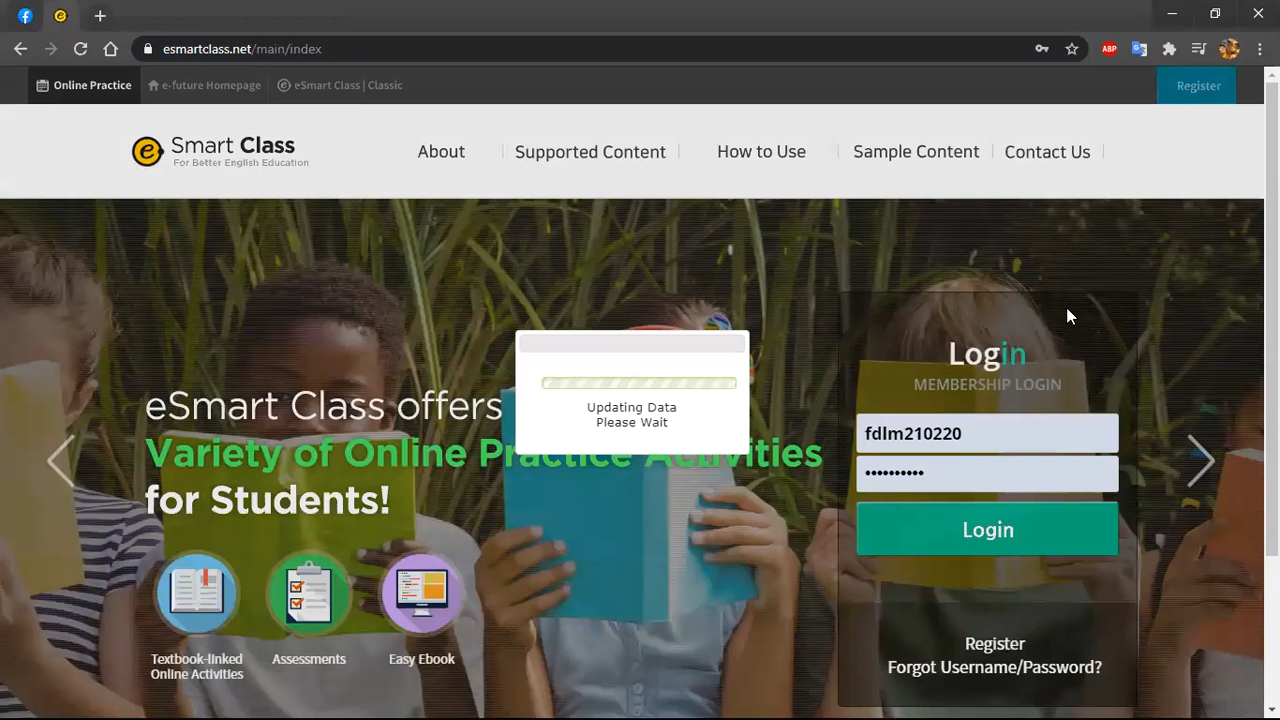 esmartclass.net/main/index
ABP
Online Practice
e-future Homepage
eSmart Class | Classic
Register
e Smart Class
For Better English Education
About
Supported Content
How to Use
Sample Content
Contact Us
eSmart Class offers
Variety of Online Practice Activities
for Students!
Textbook-linked
Online Activities
Assessments
Easy Ebook
Updating Data
Please Wait
Login
MEMBERSHIP LOGIN
fdlm210220
••••••••••
Login
Register
Forgot Username/Password?